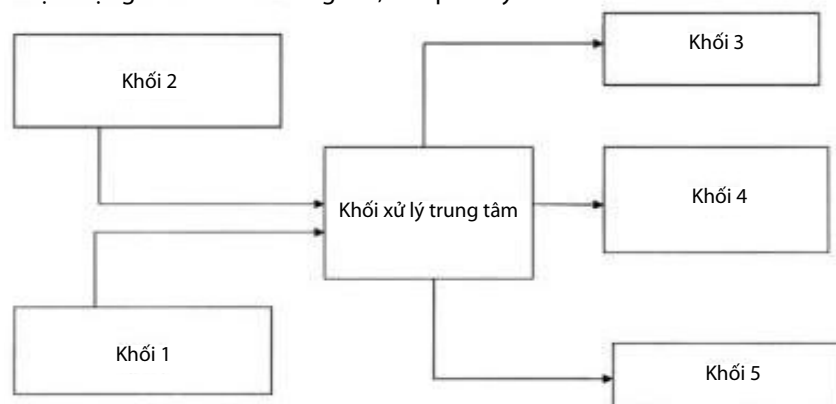 Khối 3
Khối 2
Khối 4
Khối xử lý trung tâm
Khối 1
Khối 5